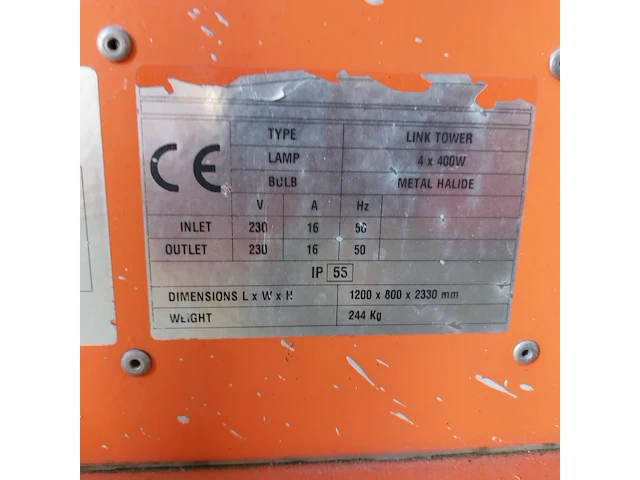 CE
TYPE LINK TOWER
LAMP 4 x 400W
BULB METAL HALIDE
V A Hz
INLET 230 16 50
OUTLET 230 16 50
IP 55
DIMENSIONS L x W x H 1200 x 800 x 2330 mm
WEIGHT 244 Kg